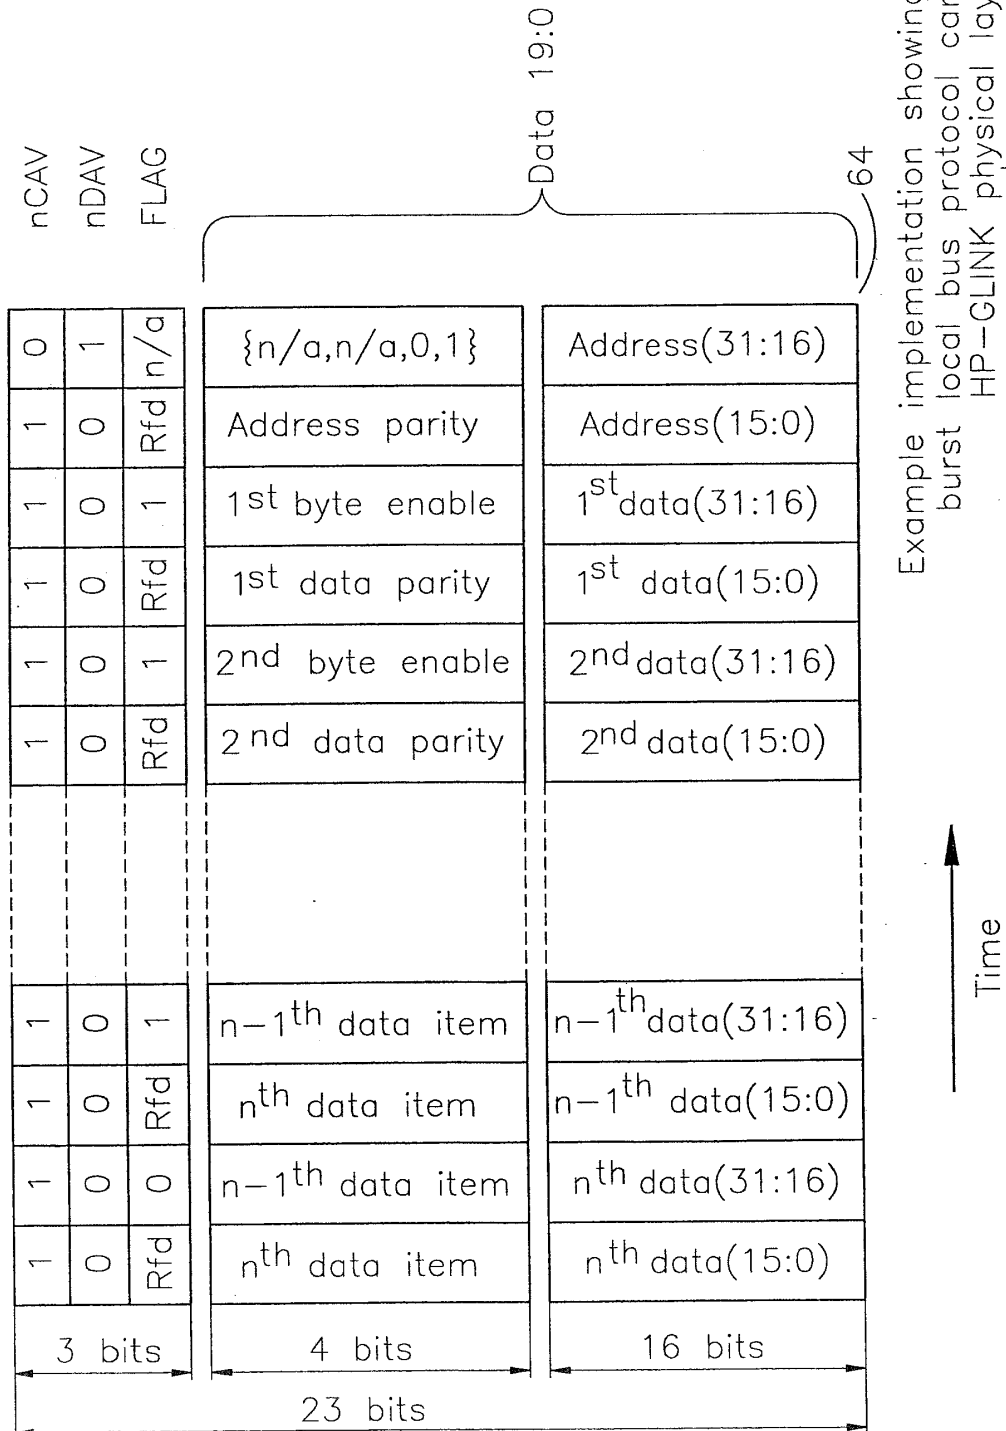 nCAV
nDAV
FLAG
Data 19:0
64
0 1 n/a {n/a,n/a,0,1} Address(31:16)
1 0 Rfd Address parity Address(15:0)
1 0 1 1st byte enable 1st data(31:16)
1 0 Rfd 1st data parity 1st data(15:0)
1 0 1 2nd byte enable 2nd data(31:16)
1 0 Rfd 2nd data parity 2nd data(15:0)
1 0 1 n-1th data item n-1th data(31:16)
1 0 Rfd nth data item n-1th data(15:0)
1 0 0 n-1th data item nth data(31:16)
1 0 Rfd nth data item nth data(15:0)
3 bits 4 bits 16 bits
23 bits
Time
Example implementation showing
burst local bus protocol
HP-GLINK physical